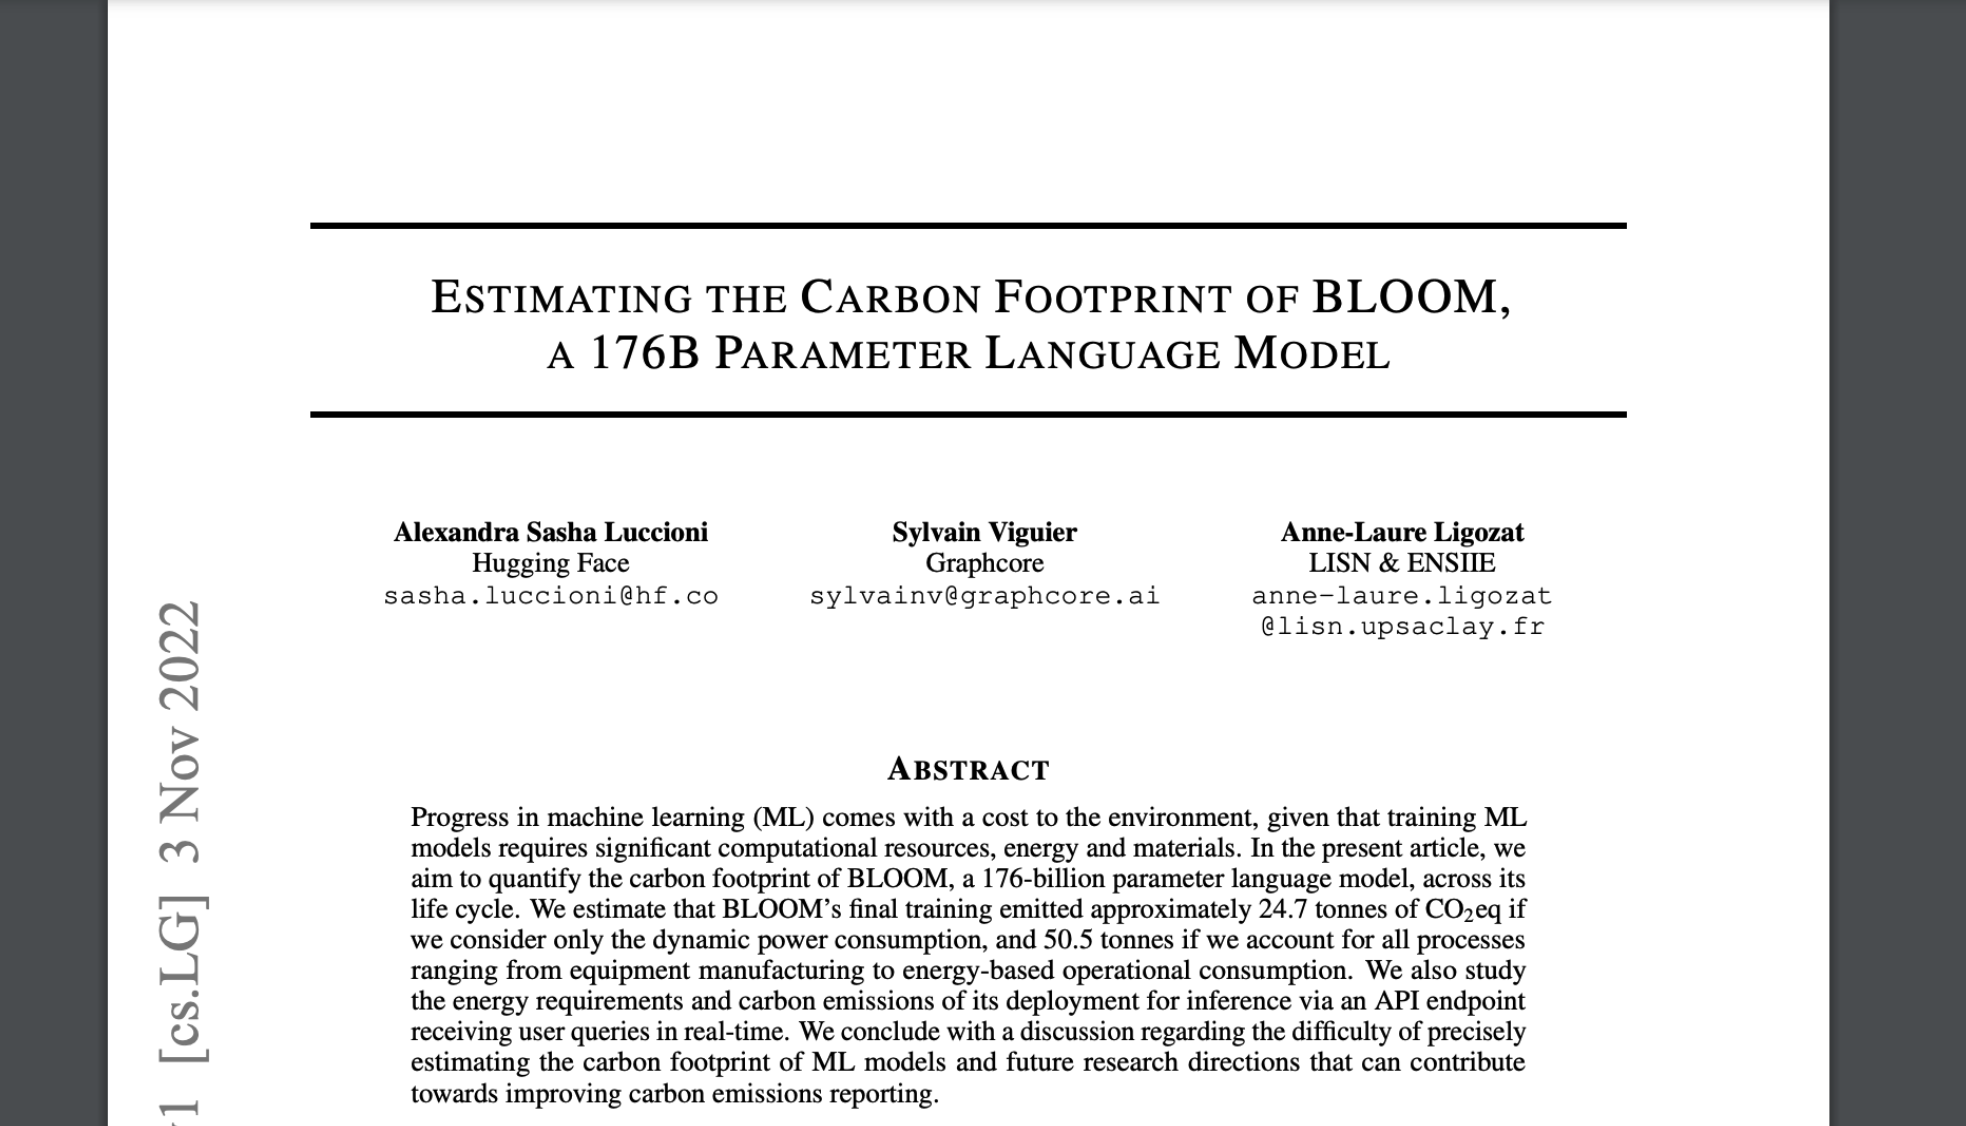 ESTIMATING THE CARBON FOOTPRINT OF BLOOM,
A 176B PARAMETER LANGUAGE MODEL
Alexandra Sasha Luccioni
Hugging Face
sasha.luccioni@hf.co
Sylvain Viguier
Graphcore
sylvainv@graphcore.ai
Anne-Laure Ligozat
LISN & ENSIIE
anne-laure.ligozat
@lisn.upsaclay.fr
ABSTRACT
Progress in machine learning (ML) comes with a cost to the environment, given that training ML
models requires significant computational resources, energy and materials. In the present article, we
aim to quantify the carbon footprint of BLOOM, a 176-billion parameter language model, across its
life cycle. We estimate that BLOOM’s final training emitted approximately 24.7 tonnes of CO₂eq if
we consider only the dynamic power consumption, and 50.5 tonnes if we account for all processes
ranging from equipment manufacturing to energy-based operational consumption. We also study
the energy requirements and carbon emissions of its deployment for inference via an API endpoint
receiving user queries in real-time. We conclude with a discussion regarding the difficulty of precisely
estimating the carbon footprint of ML models and future research directions that can contribute
towards improving carbon emissions reporting.
1 [cs.LG] 3 Nov 2022